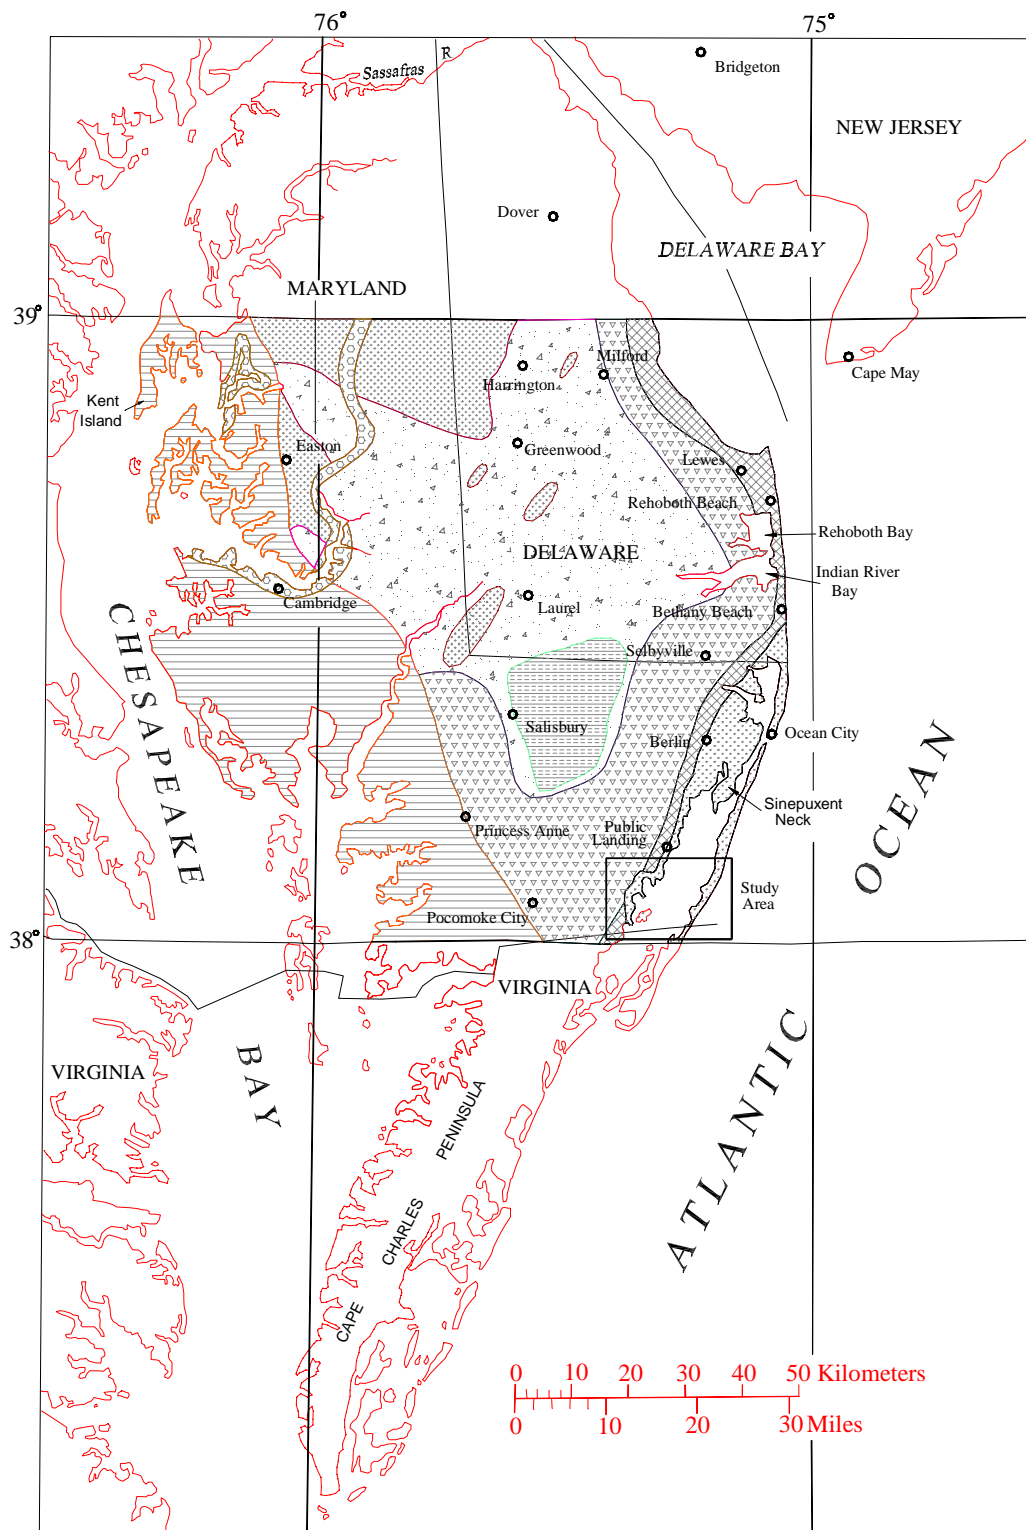 76°
75°
R
Sassafras
Bridgeton
NEW JERSEY
Dover
DELAWARE BAY
MARYLAND
39°
Milford
Harrington
Cape May
Kent
Island
Easton
Greenwood
Lewes
Rehoboth Beach
Rehoboth Bay
DELAWARE
Indian River
Bay
Cambridge
Laurel
Bethany Beach
Selbyville
CHESAPEAKE
Salisbury
Berlin
Ocean City
Sinepuxent
Neck
Princess Anne
Public
Landing
OCEAN
Study
Area
Pocomoke City
38°
VIRGINIA
VIRGINIA
BAY
PENINSULA
CHARLES
CAPE
ATLANTIC
0 10 20 30 40 50 Kilometers
0 10 20 30 Miles